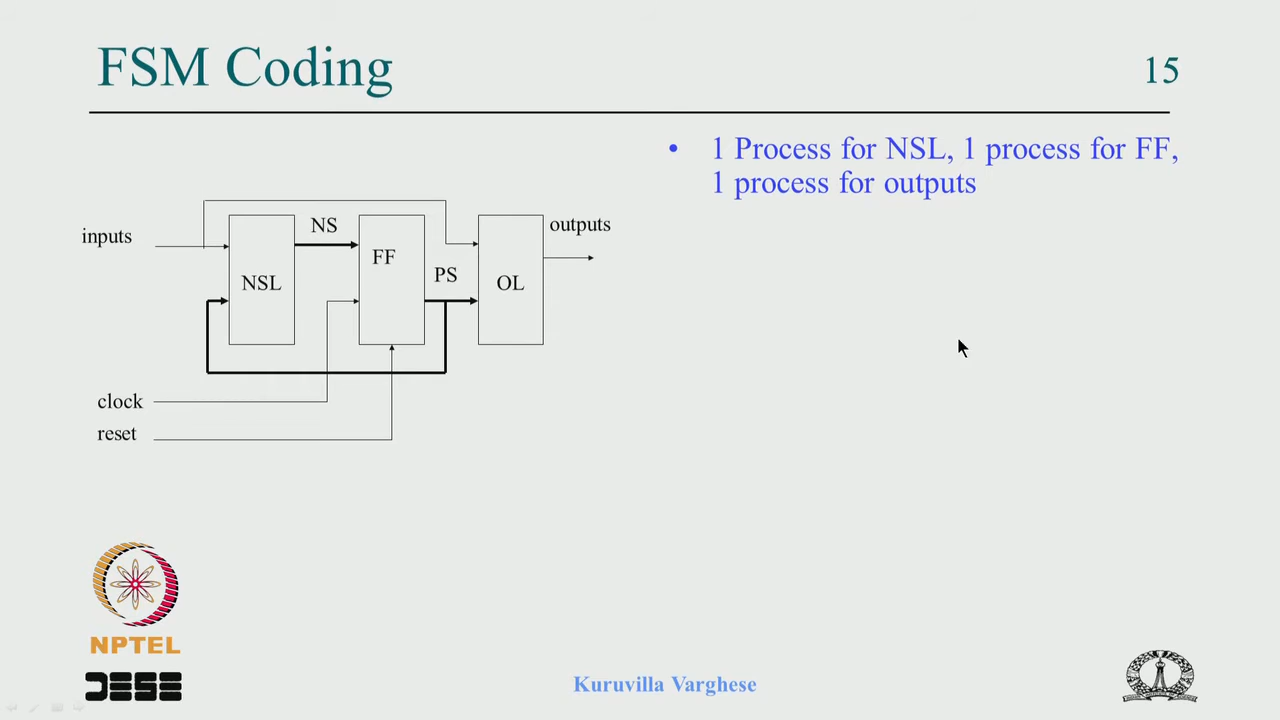 FSM Coding
15
• 1 Process for NSL, 1 process for FF,
1 process for outputs
inputs
NS
outputs
FF
PS
NSL
OL
clock
reset
NPTEL
DESE
Kuruvilla Varghese